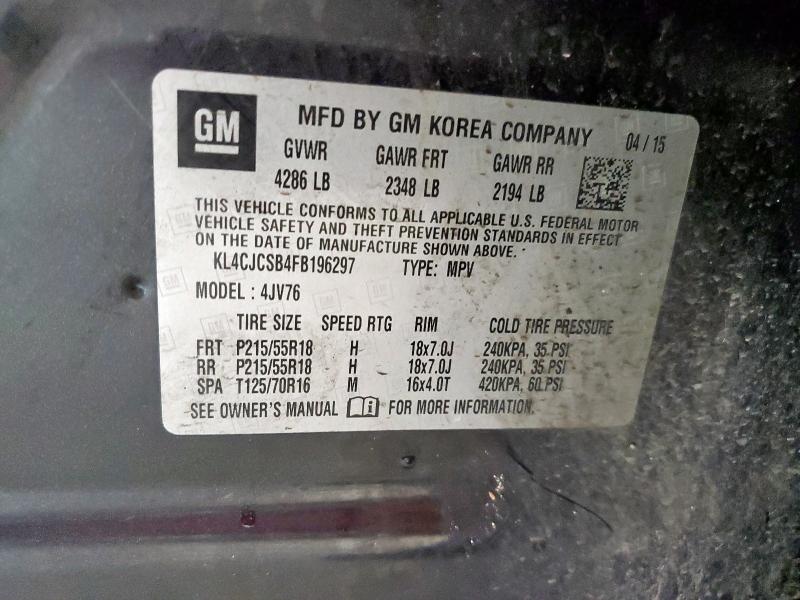 GM MFD BY GM KOREA COMPANY 04 / 15
GVWR GAWR FRT GAWR RR
4286 LB 2348 LB 2194 LB
THIS VEHICLE CONFORMS TO ALL APPLICABLE U.S. FEDERAL MOTOR
VEHICLE SAFETY AND THEFT PREVENTION STANDARDS IN EFFECT
ON THE DATE OF MANUFACTURE SHOWN ABOVE.
KL4CJCSB4FB196297 TYPE: MPV
MODEL : 4JV76
TIRE SIZE SPEED RTG RIM COLD TIRE PRESSURE
FRT P215/55R18 H 18x7.0J 240KPA, 35 PSI
RR P215/55R18 H 18x7.0J 240KPA, 35 PSI
SPA T125/70R16 M 16x4.0T 420KPA, 60 PSI
SEE OWNER'S MANUAL FOR MORE INFORMATION.